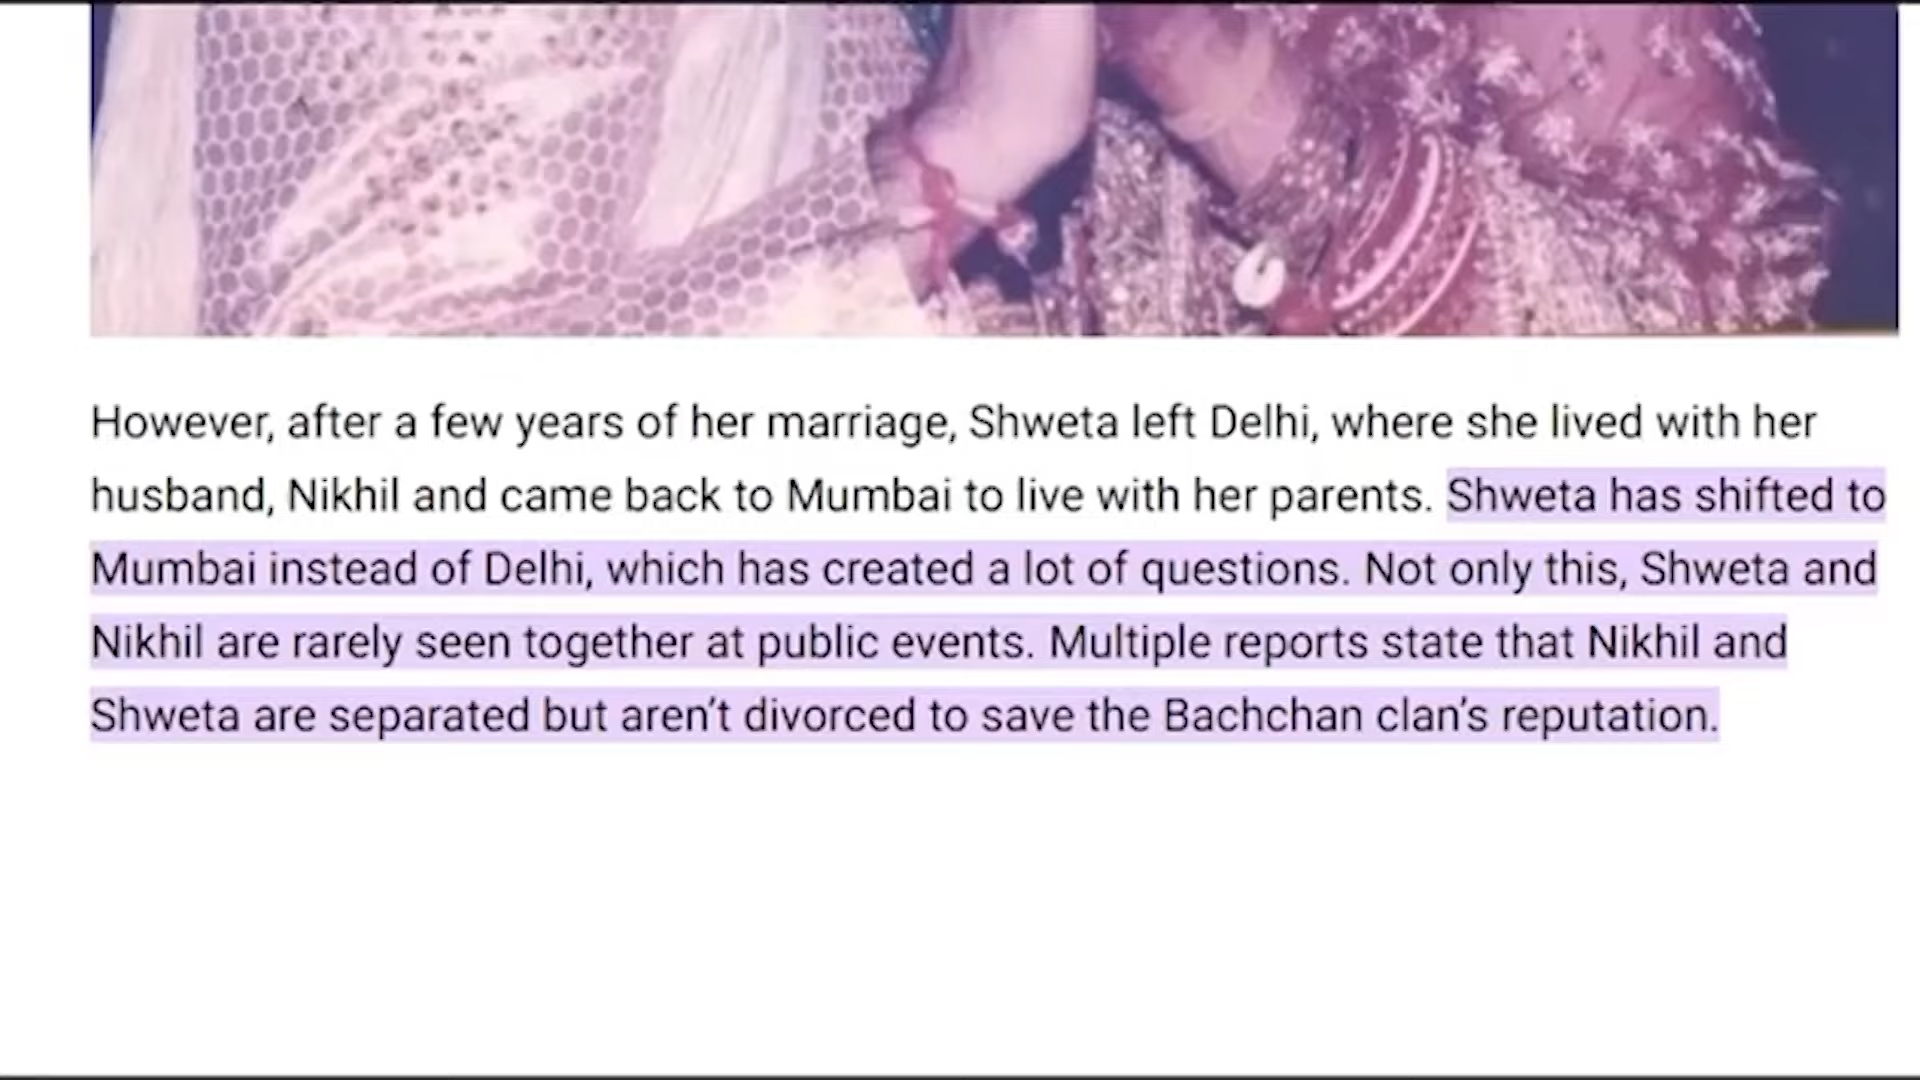 However, after a few years of her marriage, Shweta left Delhi, where she lived with her
husband, Nikhil and came back to Mumbai to live with her parents. Shweta has shifted to
Mumbai instead of Delhi, which has created a lot of questions. Not only this, Shweta and
Nikhil are rarely seen together at public events. Multiple reports state that Nikhil and
Shweta are separated but aren’t divorced to save the Bachchan clan’s reputation.